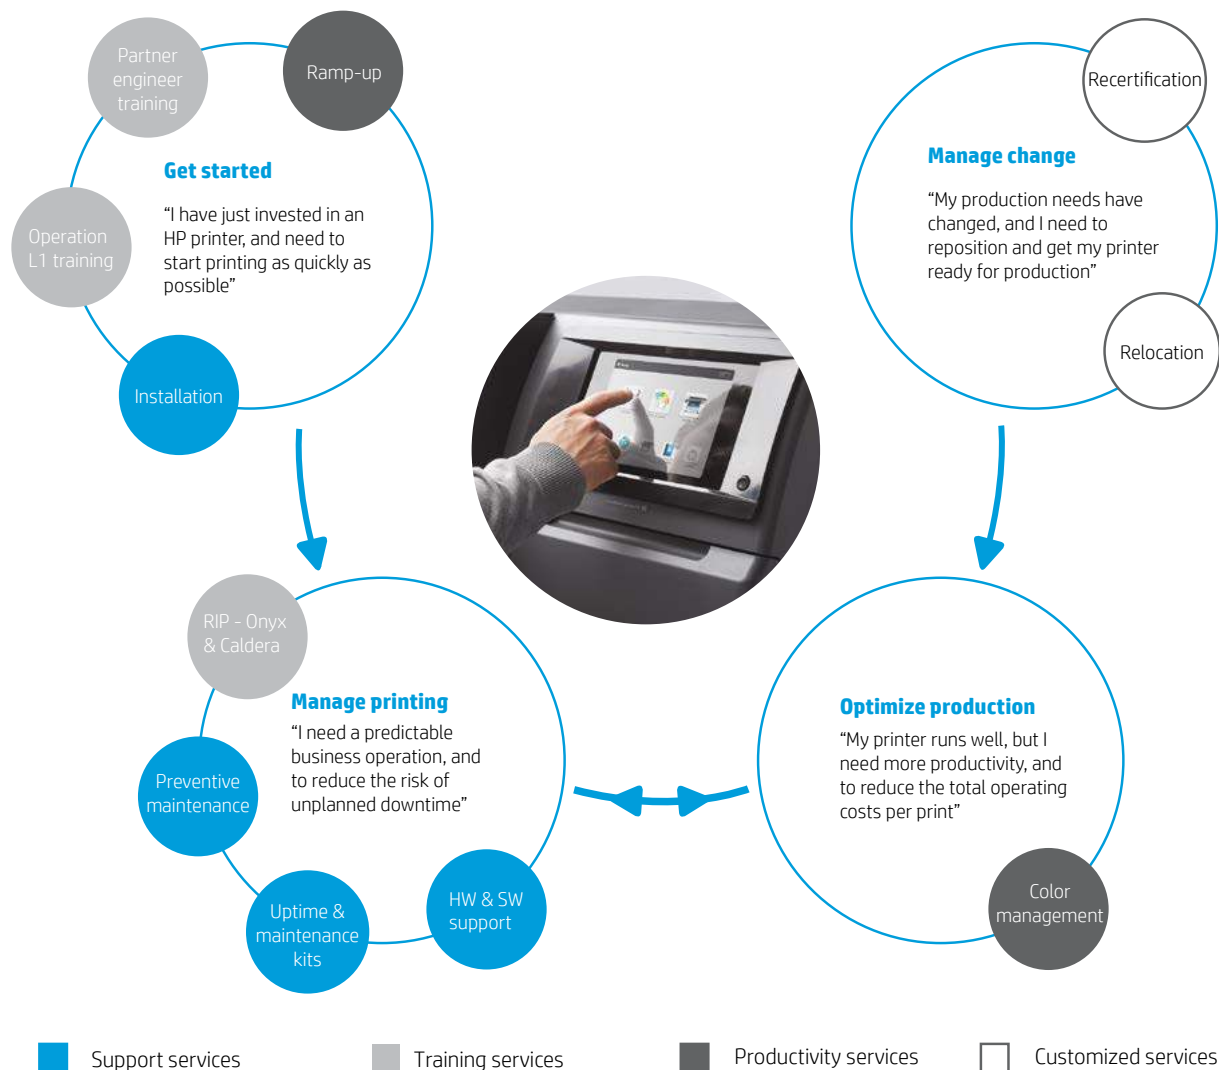 Partner
engineer
training
Ramp-up
Operation
L1 training
Installation
Get started
“I have just invested in an
HP printer, and need to
start printing as quickly as
possible”
Recertification
Manage change
“My production needs have
changed, and I need to
reposition and get my printer
ready for production”
Relocation
RIP - Onyx
& Caldera
Preventive
maintenance
Uptime &
maintenance
kits
HW & SW
support
Manage printing
“I need a predictable
business operation, and
to reduce the risk of
unplanned downtime”
Optimize production
“My printer runs well, but I
need more productivity, and
to reduce the total operating
costs per print”
Color
management
Support services
Training services
Productivity services
Customized services